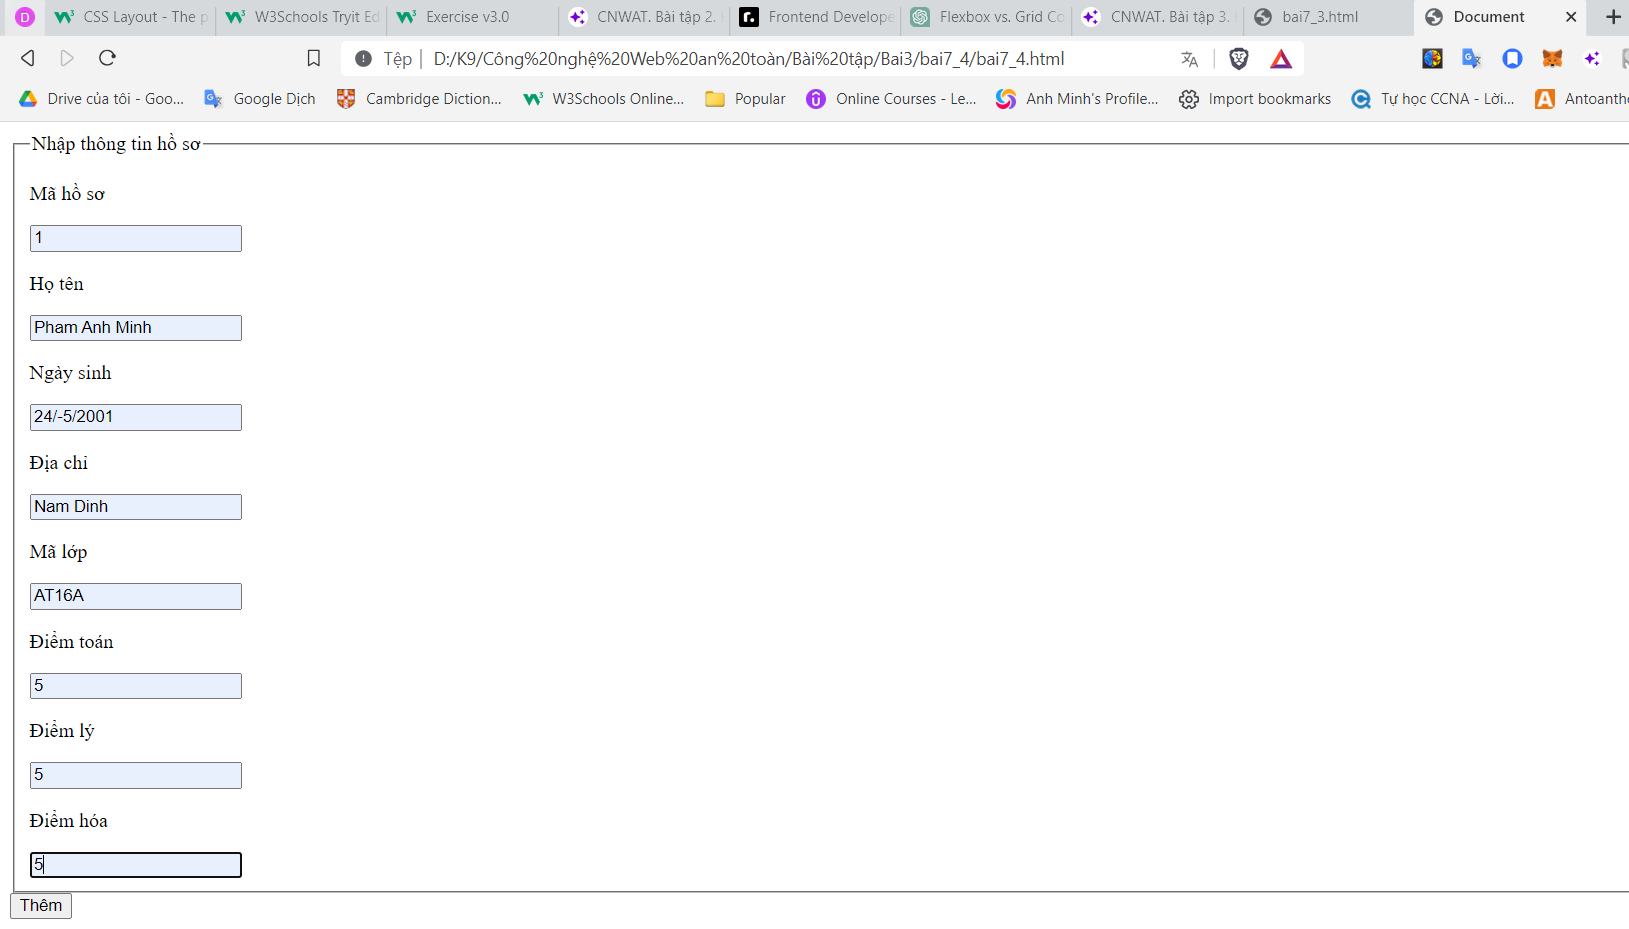 D CSS Layout - The p W3Schools Tryit Ed Exercise v3.0 CNWAT. Bài tập 2. Frontend Develope Flexbox vs. Grid Co CNWAT. Bài tập 3. bai7_3.html Document
Tệp D:/K9/Công%20nghệ%20Web%20an%20toàn/Bài%20tập/Bai3/bai7_4/bai7_4.html
Drive của tôi - Goo... Google Dịch Cambridge Diction... W3Schools Online... Popular Online Courses - Le... Anh Minh's Profile... Import bookmarks Tự học CCNA - Lời... Antoanth
Nhập thông tin hồ sơ
Mã hồ sơ
1
Họ tên
Pham Anh Minh
Ngày sinh
24/-5/2001
Địa chỉ
Nam Dinh
Mã lớp
AT16A
Điểm toán
5
Điểm lý
5
Điểm hóa
5
Thêm